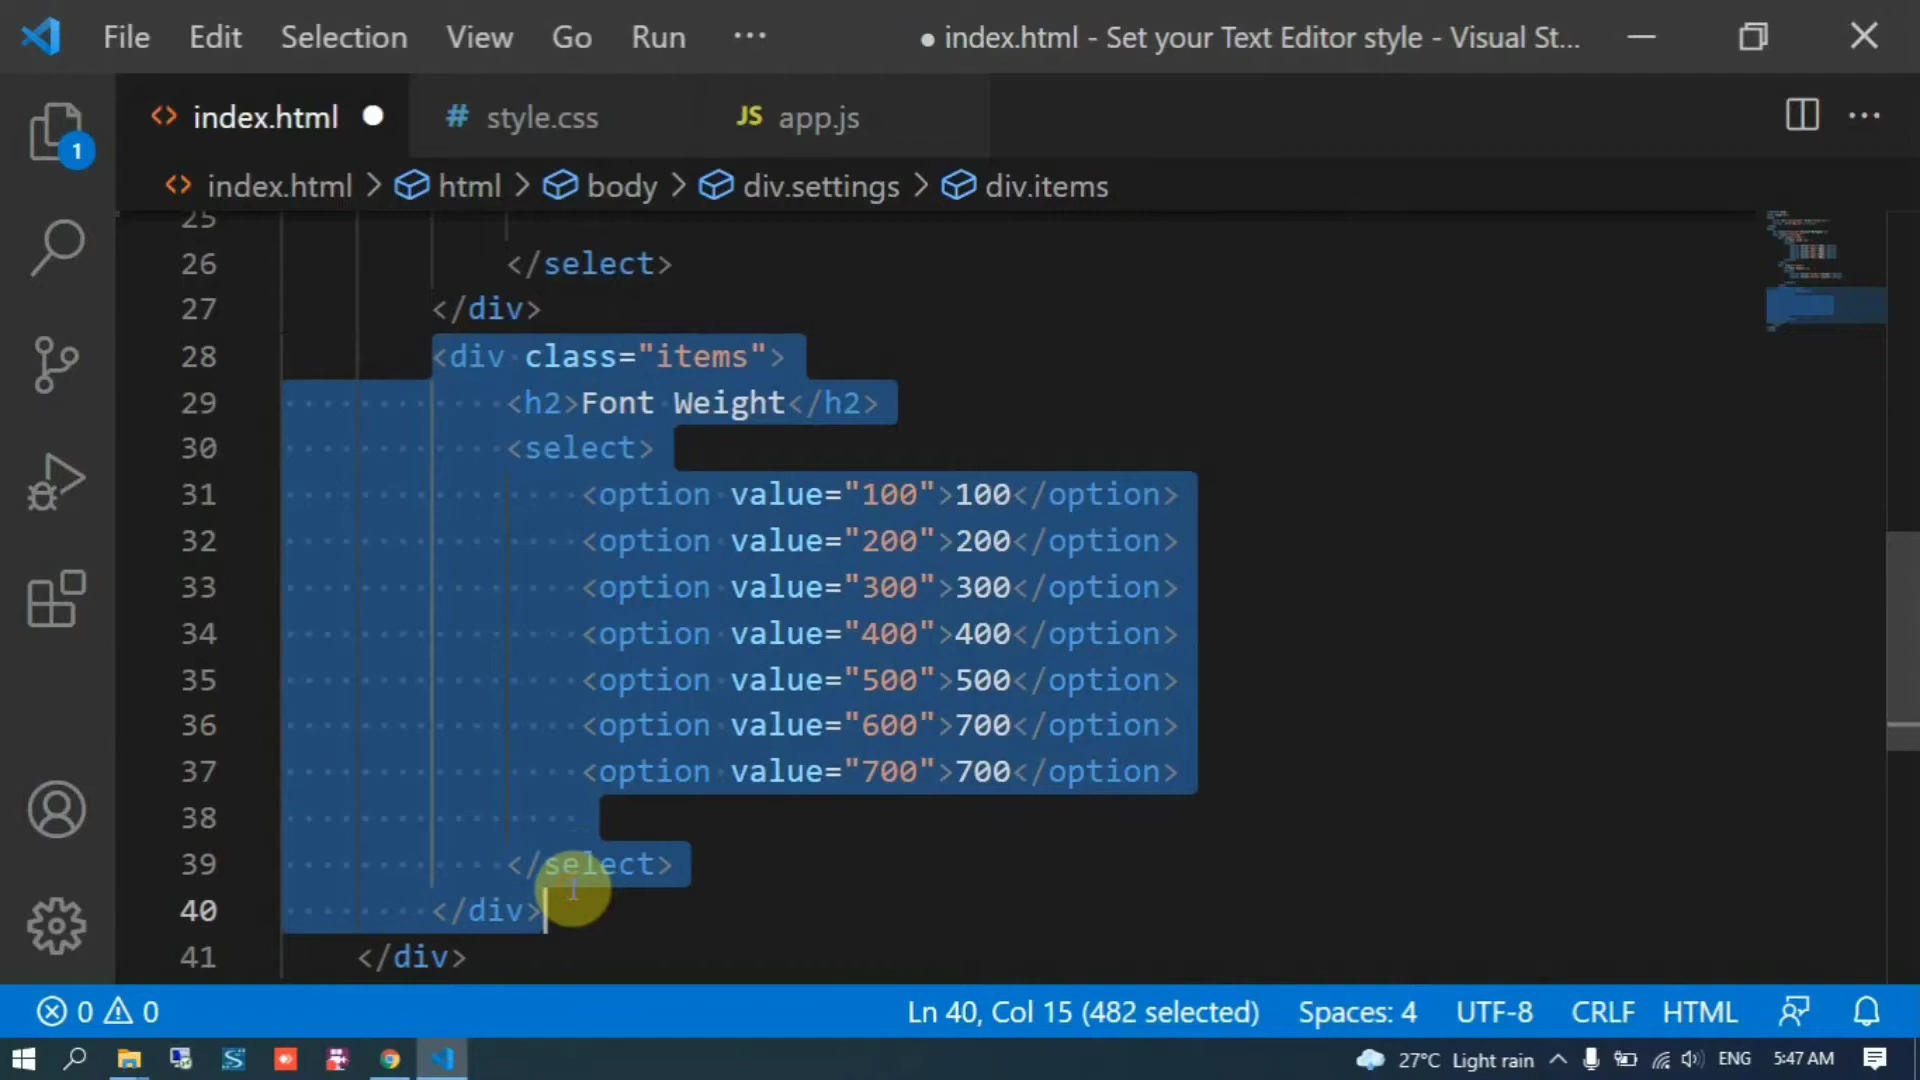 File Edit Selection View Go Run ··· ● index.html - Set your Text Editor style - Visual St...
index.html ● # style.css JS app.js ···
1
index.html > html > body > div.settings > div.items
25
26 </select>
27 </div>
28 <div class="items">
29 <h2>Font Weight</h2>
30 <select>
31 <option value="100">100</option>
32 <option value="200">200</option>
33 <option value="300">300</option>
34 <option value="400">400</option>
35 <option value="500">500</option>
36 <option value="600">700</option>
37 <option value="700">700</option>
38
39 </select>
40 </div>
41 </div>
0 0 Ln 40, Col 15 (482 selected) Spaces: 4 UTF-8 CRLF HTML
27°C Light rain ENG 5:47 AM